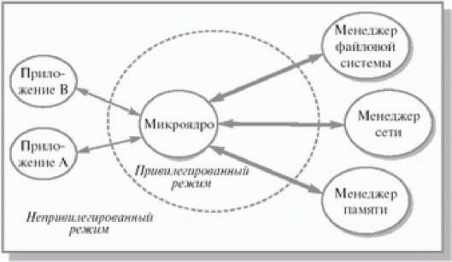 Менеджер
файловой
системы
Прило-
жение B
Микроядро
Менеджер
сети
Прило-
жение A
Привилегированный
режим
Менеджер
памяти
Непривилегированный
режим